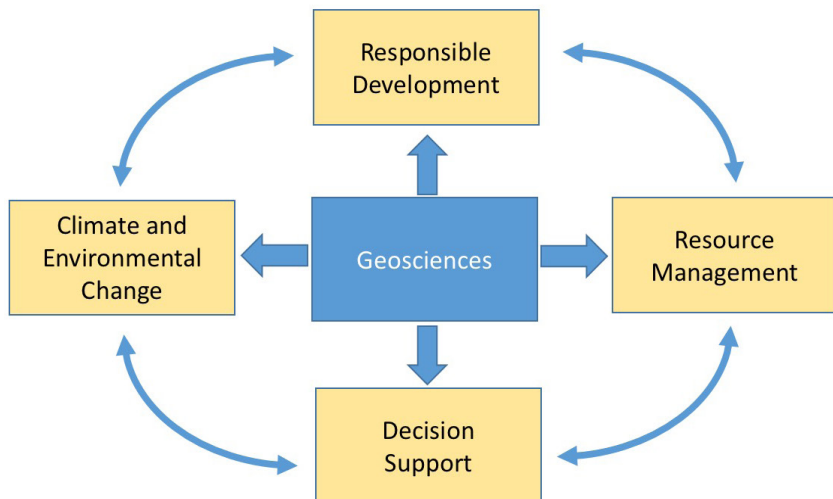 Responsible
Development
Climate and
Environmental
Change
Geosciences
Resource
Management
Decision
Support